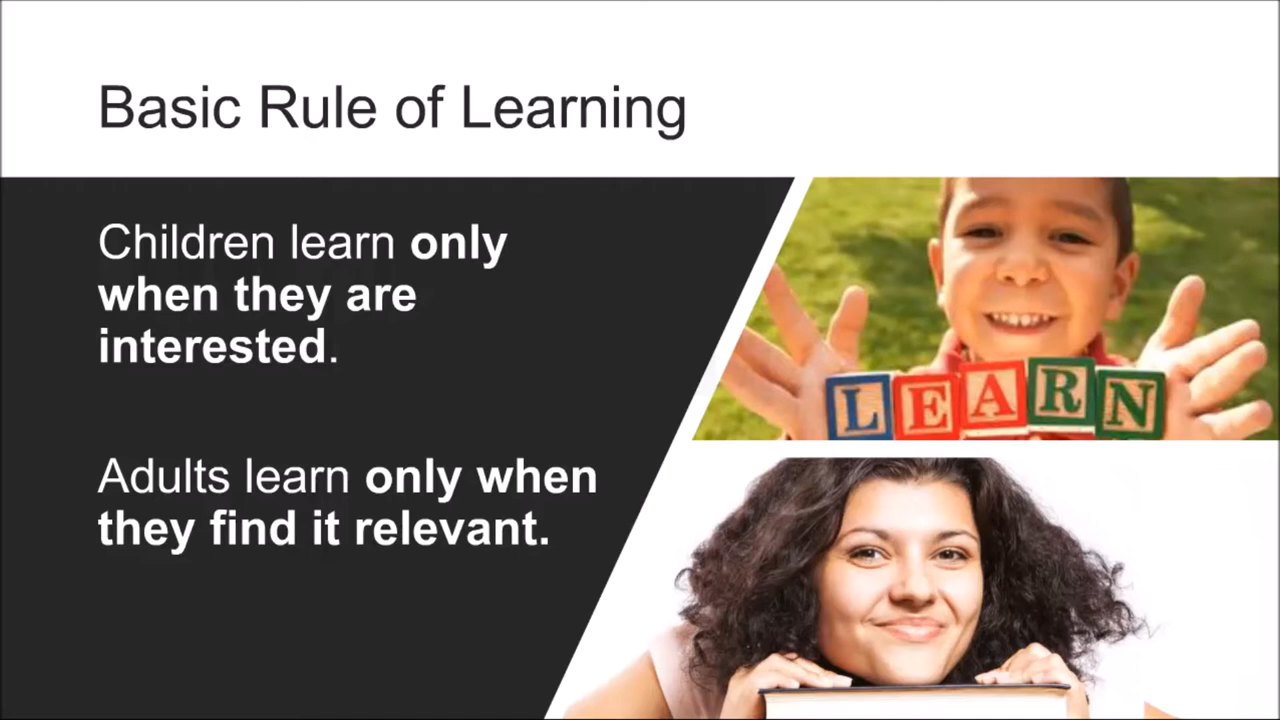 Basic Rule of Learning
Children learn only
when they are
interested.
Adults learn only when
they find it relevant.
LEARN